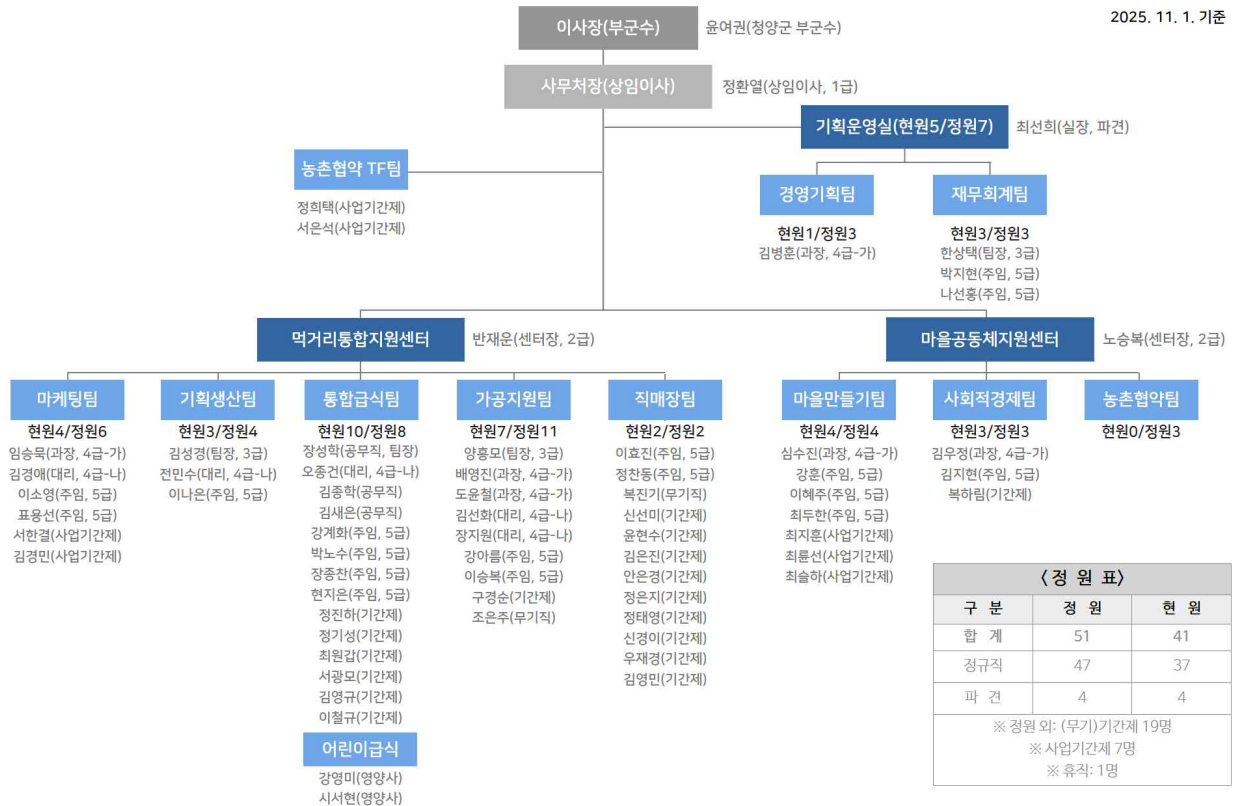 2025. 11. 1. 기준
이사장(부군수) 윤여권(청양군 부군수)
사무처장(상임이사) 정환열(상임이사, 1급)
기획운영실(현원5/정원7) 최선희(실장, 파견)
농촌협약 TF팀
정희택(사업기간제)
서은석(사업기간제)
경영기획팀
현원1/정원3
김병훈(과장, 4급-가)
재무회계팀
현원3/정원3
한상택(팀장, 3급)
박지현(주임, 5급)
나선홍(주임, 5급)
먹거리통합지원센터 반재운(센터장, 2급)
마케팅팀
현원4/정원6
임승묵(과장, 4급-가)
김경애(대리, 4급-나)
이소영(주임, 5급)
표용선(주임, 5급)
서한결(사업기간제)
김경민(사업기간제)
기획생산팀
현원3/정원4
김성경(팀장, 3급)
전민수(대리, 4급-나)
이나은(주임, 5급)
통합급식팀
현원10/정원8
장성학(공무직, 팀장)
오종건(대리, 4급-나)
김종학(공무직)
김새은(공무직)
강계화(주임, 5급)
박노수(주임, 5급)
장종찬(주임, 5급)
현지은(주임, 5급)
정진하(기간제)
정기성(기간제)
최원갑(기간제)
서광모(기간제)
김영규(기간제)
이철규(기간제)
어린이급식
강영미(영양사)
시서현(영양사)
가공지원팀
현원7/정원11
양홍모(팀장, 3급)
배영진(과장, 4급-가)
도윤철(과장, 4급-가)
김선화(대리, 4급-나)
장지원(대리, 4급-나)
강아름(주임, 5급)
이승복(주임, 5급)
구경순(기간제)
조은주(무기직)
직매장팀
현원2/정원2
이효진(주임, 5급)
정찬동(주임, 5급)
복진기(무기직)
신선미(기간제)
윤현수(기간제)
김은진(기간제)
안은경(기간제)
정은지(기간제)
정태영(기간제)
신경이(기간제)
우재경(기간제)
김영민(기간제)
마을공동체지원센터 노승복(센터장, 2급)
마을만들기팀
현원4/정원4
심수진(과장, 4급-가)
강훈(주임, 5급)
이혜주(주임, 5급)
최두한(주임, 5급)
최지훈(사업기간제)
최륜선(사업기간제)
최슬하(사업기간제)
사회적경제팀
현원3/정원3
김우정(과장, 4급-가)
김지현(주임, 5급)
복하림(기간제)
농촌협약팀
현원0/정원3
〈정 원 표〉
구 분 정 원 현 원
합 계 51 41
정규직 47 37
파 견 4 4
※ 정원 외: (무기)기간제 19명
※ 사업기간제 7명
※ 휴직: 1명